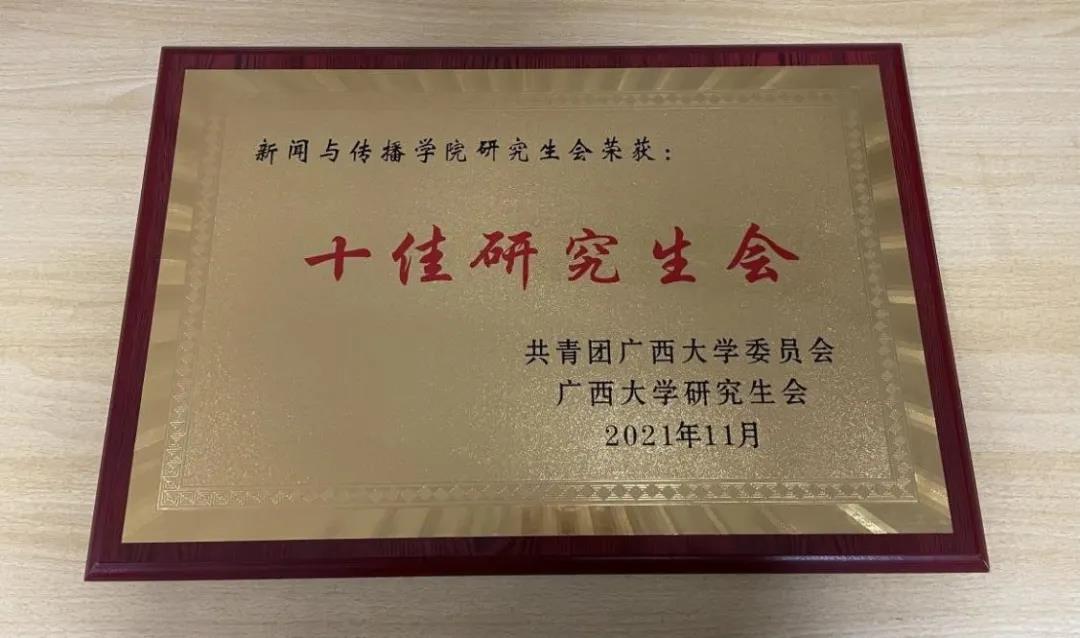 新闻与传播学院研究生会荣获：
十佳研究生会
共青团广西大学委员会
广西大学研究生会
2021年11月